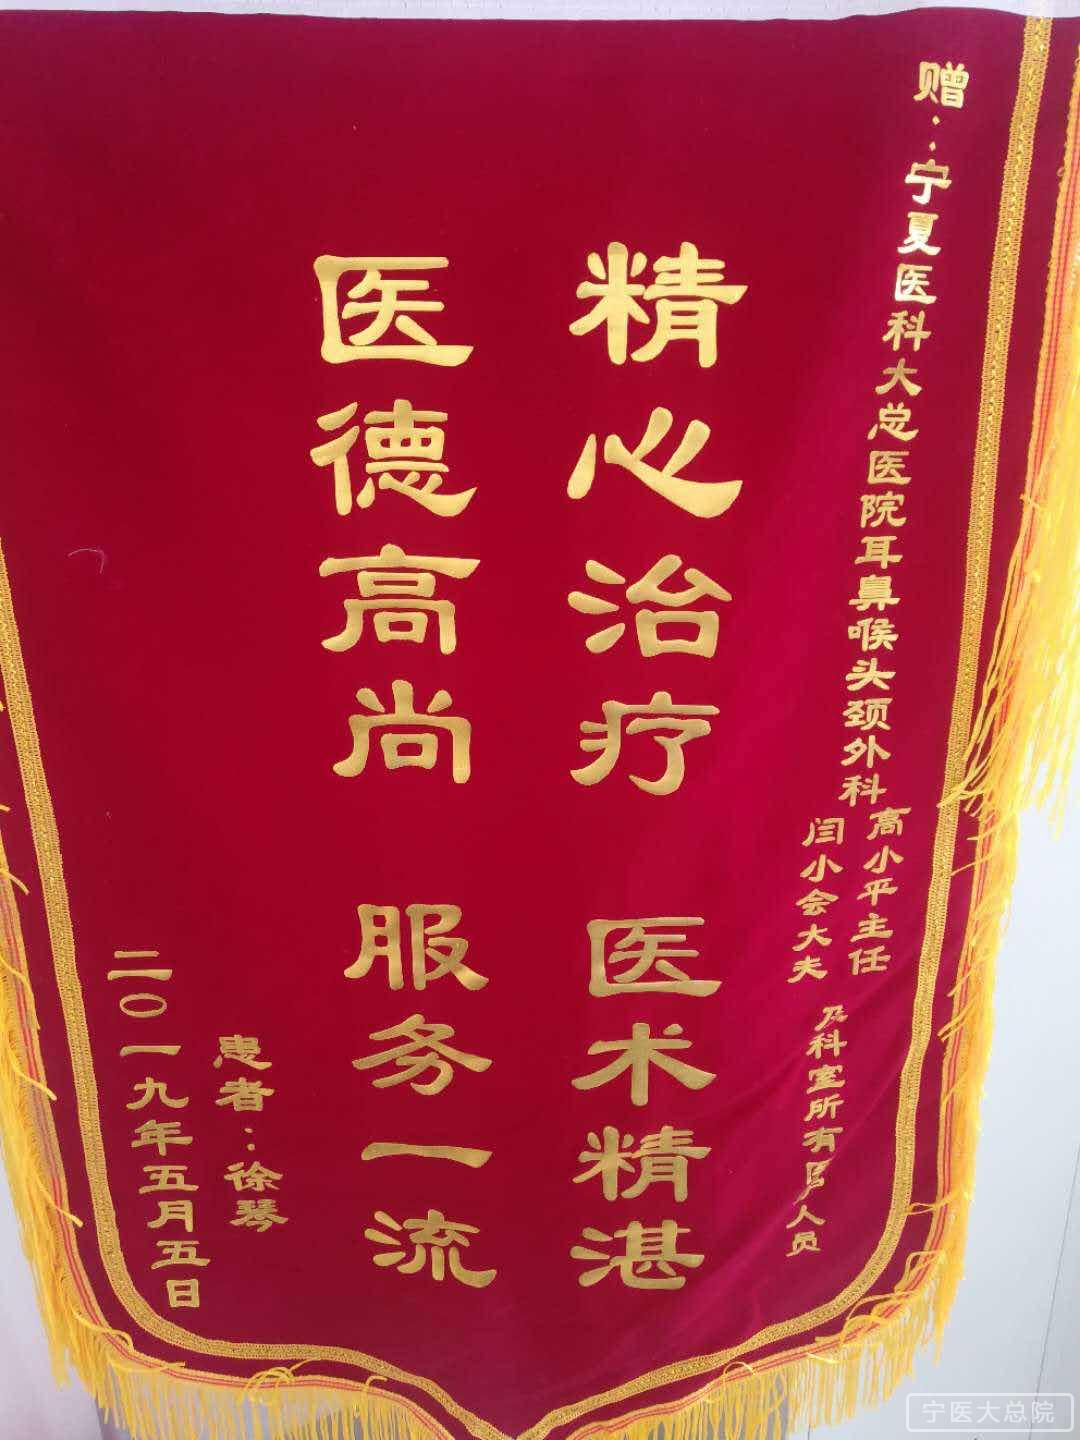 赠：宁夏医科大总医院耳鼻喉头颈外科
高小平主任
闫小会大夫
及科室所有医人员
精心治疗 医术精湛
医德高尚 服务一流
患者：徐琴
二〇一九年五月五日
宁医大总院